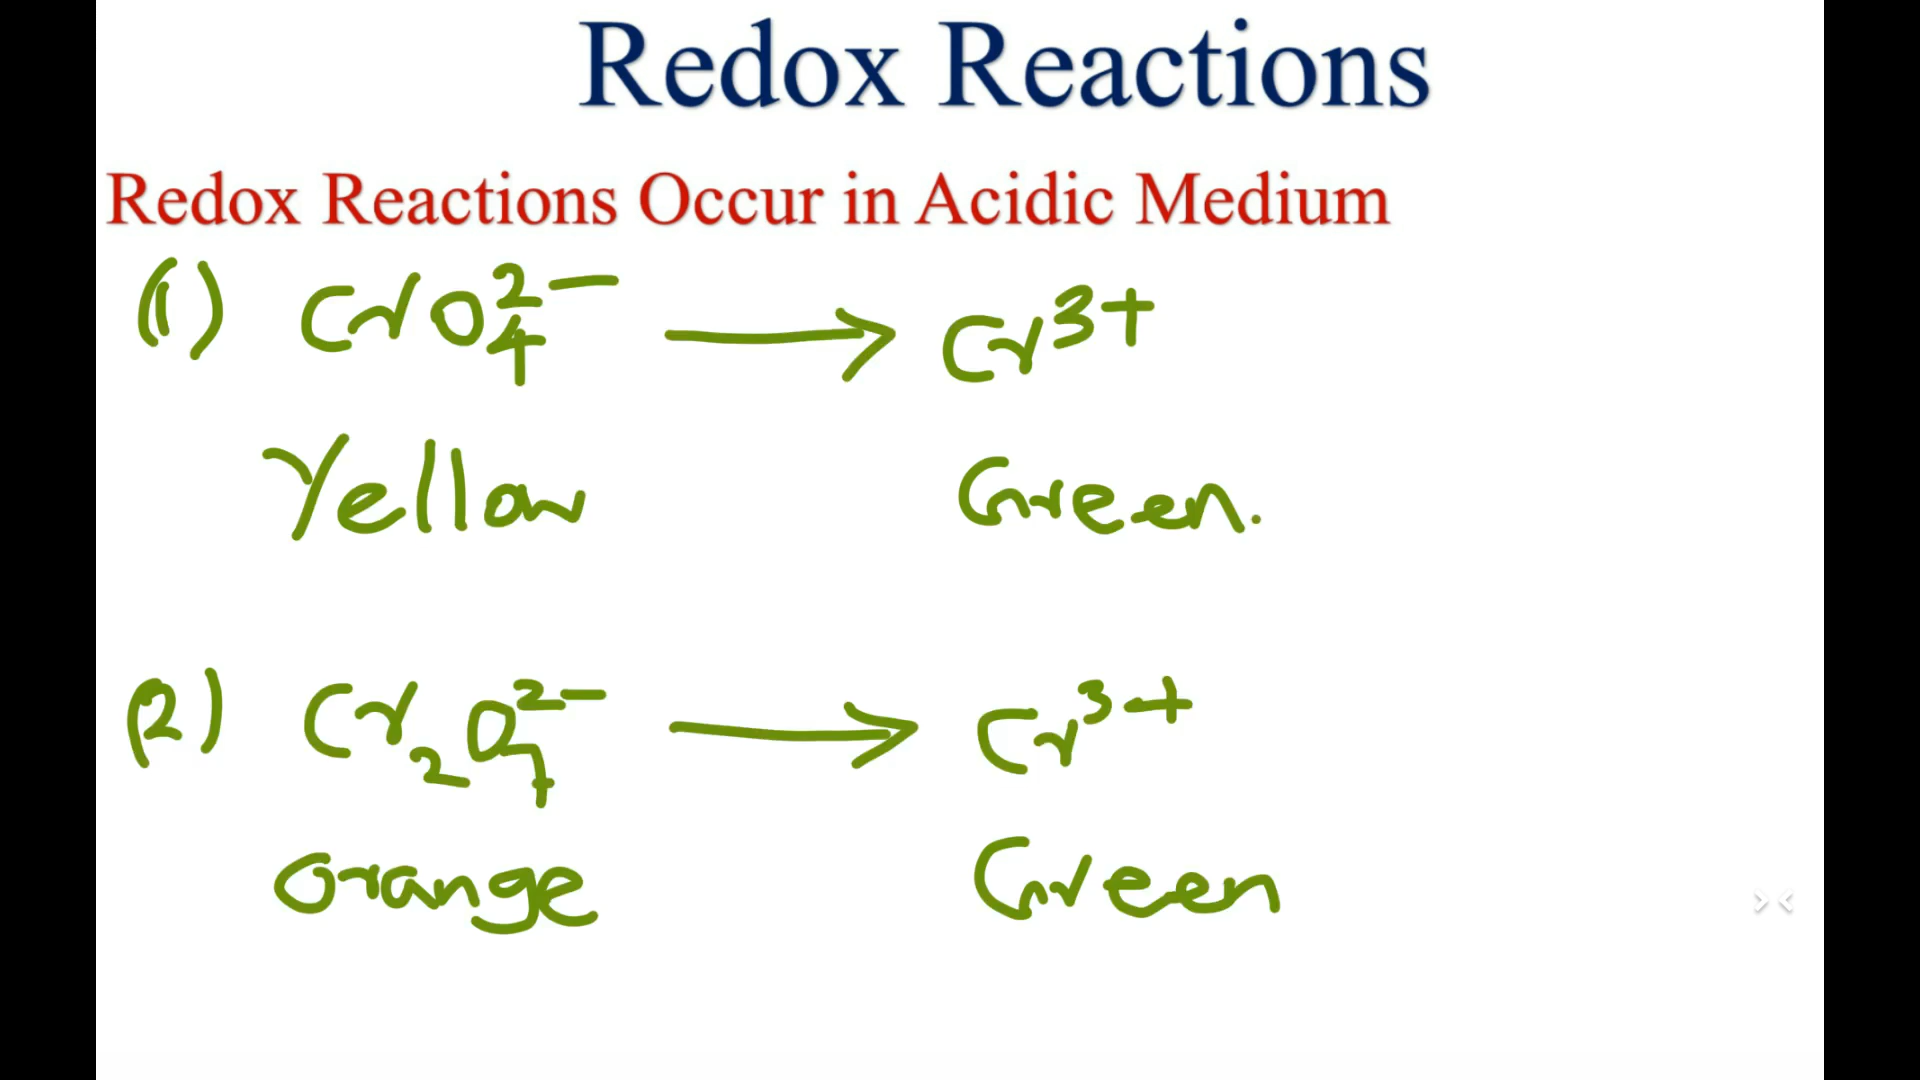 Redox Reactions
Redox Reactions Occur in Acidic Medium
(1) CrO₄²⁻ ⟶ Cr³⁺
Yellow Green.
(2) Cr₂O₇²⁻ ⟶ Cr³⁺
Orange Green